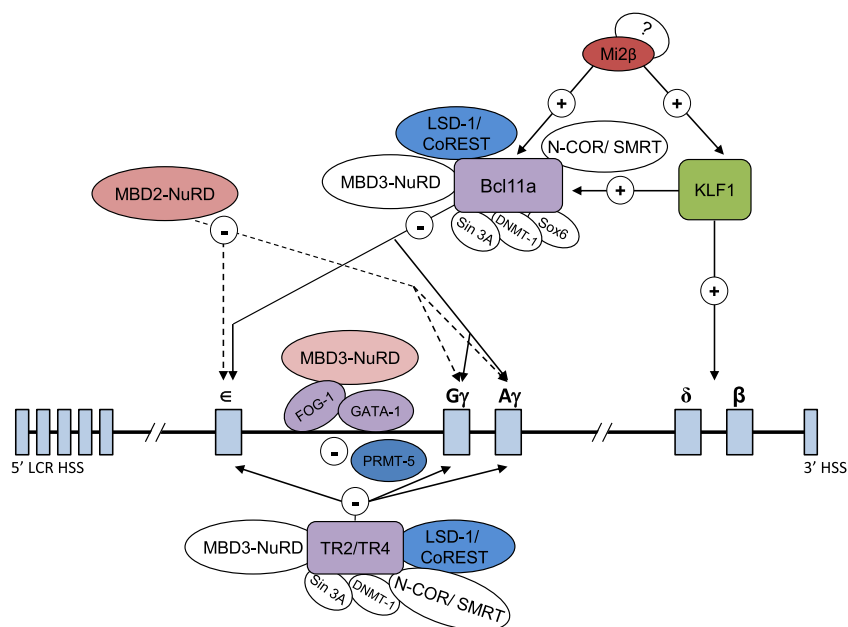 ?
Mi2β
+
+
LSD-1/
CoREST
N-COR/ SMRT
MBD3-NuRD
Bcl11a
+
KLF1
MBD2-NuRD
Sin 3A
DNMT-1
Sox6
-
-
+
MBD3-NuRD
FOG-1
GATA-1
ϵ
Gγ
Aγ
δ
β
-
PRMT-5
5’ LCR HSS
3’ HSS
-
MBD3-NuRD
TR2/TR4
LSD-1/
CoREST
Sin 3A
DNMT-1
N-COR/ SMRT